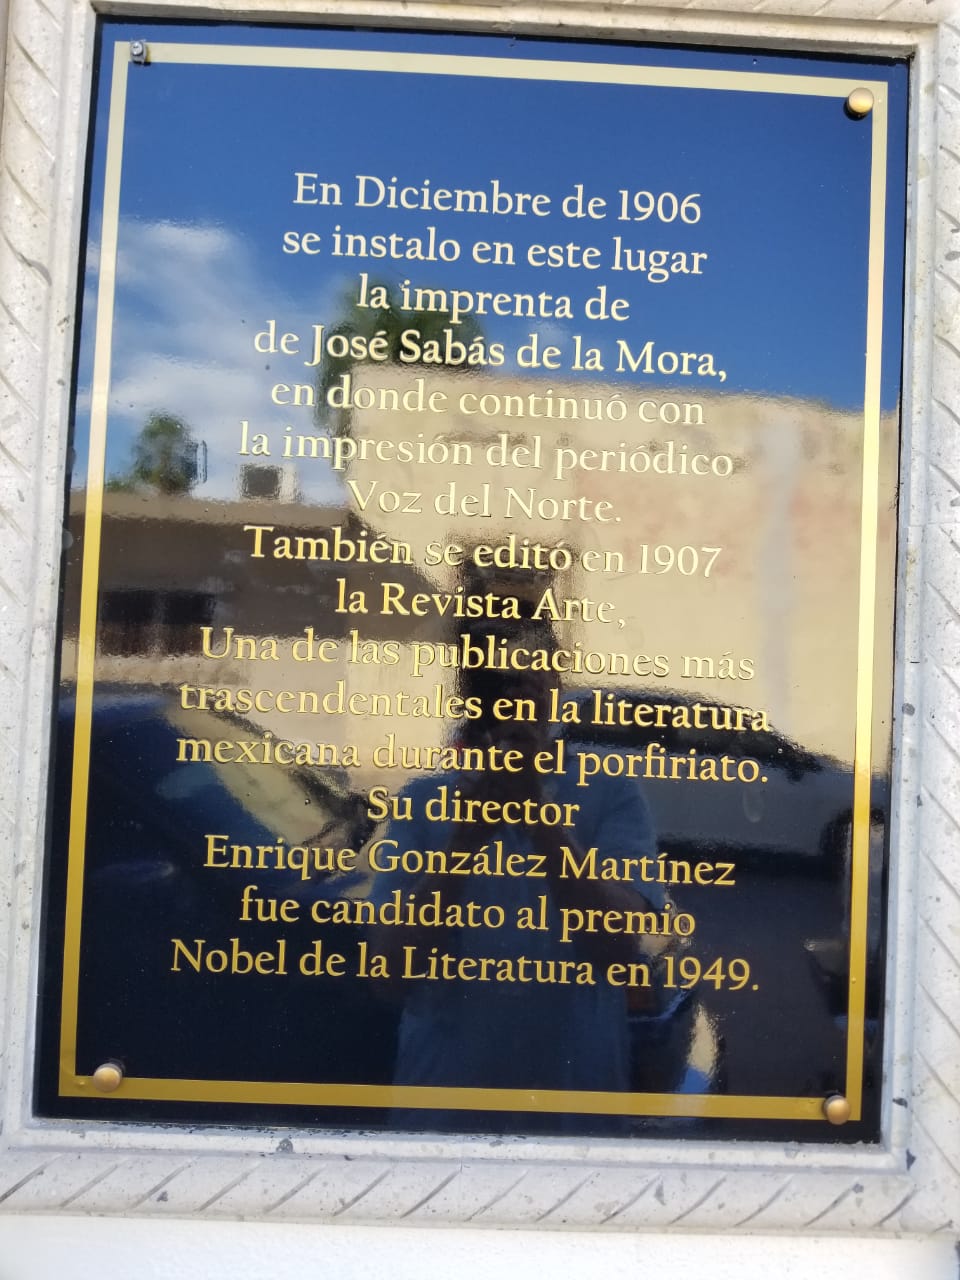 En Diciembre de 1906
se instalo en este lugar
la imprenta de
de José Sabás de la Mora,
en donde continuó con
la impresión del periódico
Voz del Norte.
También se editó en 1907
la Revista Arte,
Una de las publicaciones más
trascendentales en la literatura
mexicana durante el porfiriato.
Su director
Enrique González Martínez
fue candidato al premio
Nobel de la Literatura en 1949.